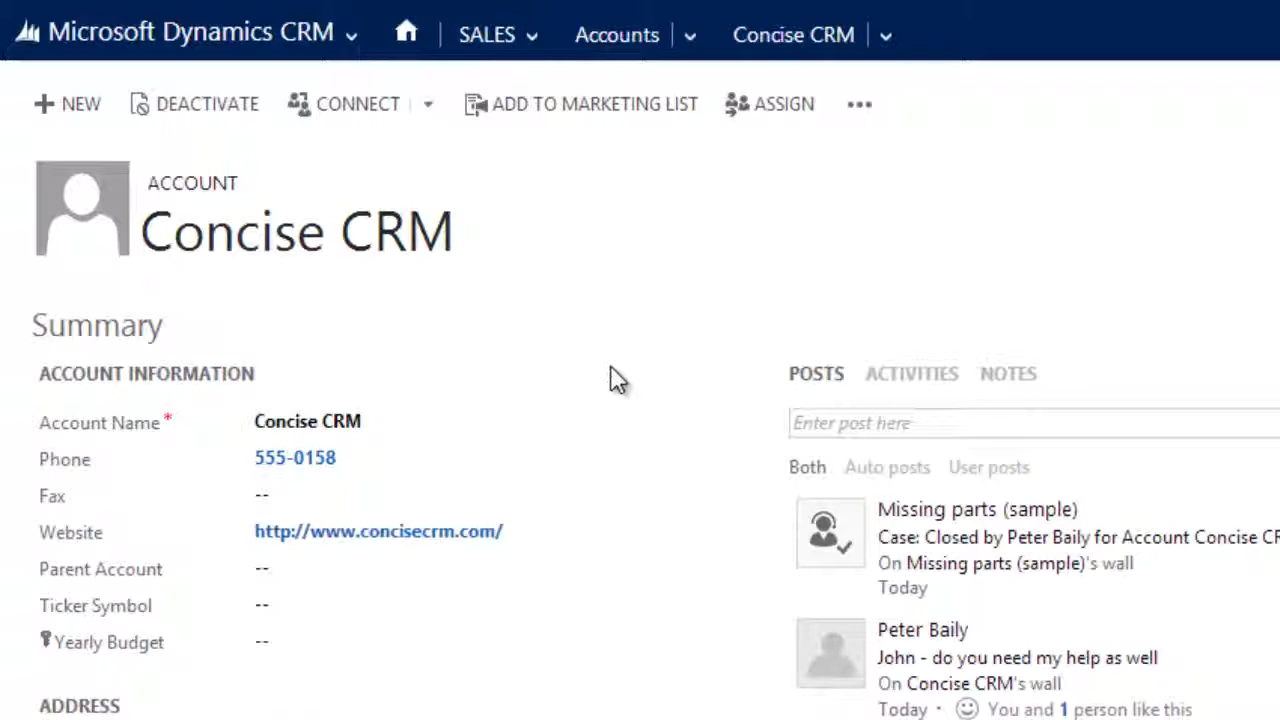 Microsoft Dynamics CRM SALES Accounts Concise CRM
NEW DEACTIVATE CONNECT ADD TO MARKETING LIST ASSIGN •••
ACCOUNT
Concise CRM
Summary
ACCOUNT INFORMATION
Account Name * Concise CRM
Phone 555-0158
Fax --
Website http://www.concisecrm.com/
Parent Account --
Ticker Symbol --
Yearly Budget --
ADDRESS
POSTS ACTIVITIES NOTES
Enter post here
Both Auto posts User posts
Missing parts (sample)
Case: Closed by Peter Baily for Account Concise CR
On Missing parts (sample)'s wall
Today
Peter Baily
John - do you need my help as well
On Concise CRM's wall
Today · You and 1 person like this